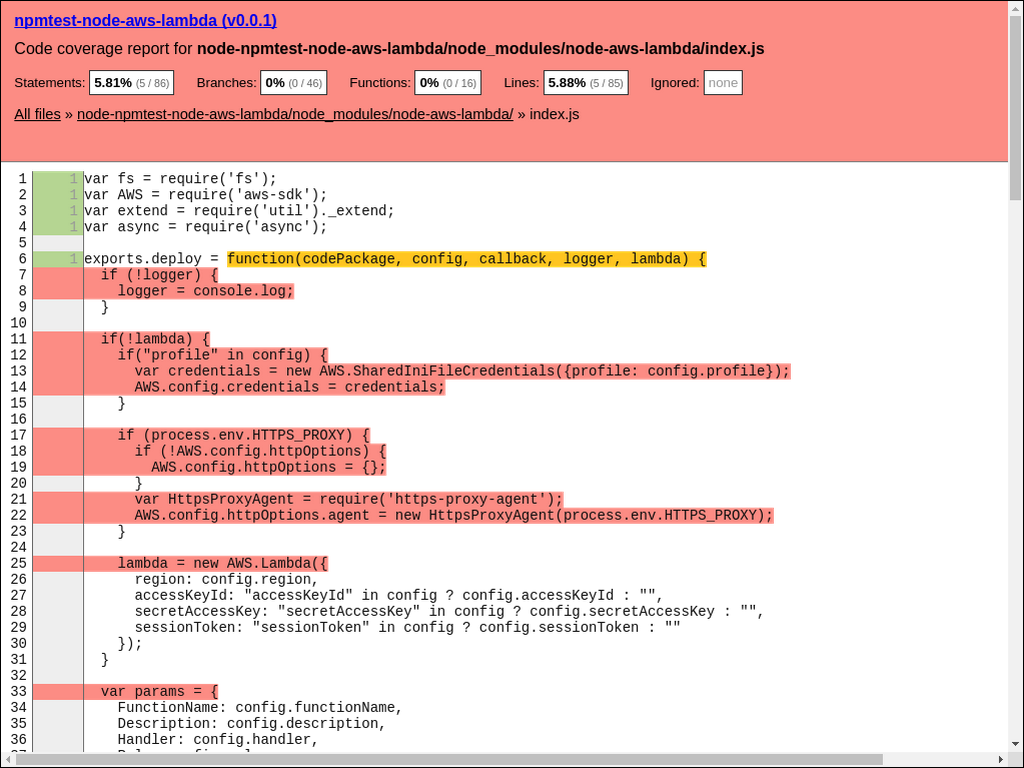 npmtest-node-aws-lambda (v0.0.1)
Code coverage report for node-npmtest-node-aws-lambda/node_modules/node-aws-lambda/index.js
Statements: 5.81% (5 / 86) Branches: 0% (0 / 46) Functions: 0% (0 / 16) Lines: 5.88% (5 / 85) Ignored: none
All files » node-npmtest-node-aws-lambda/node_modules/node-aws-lambda/ » index.js
1 1 var fs = require('fs');
2 1 var AWS = require('aws-sdk');
3 1 var extend = require('util')._extend;
4 1 var async = require('async');
5
6 1 exports.deploy = function(codePackage, config, callback, logger, lambda) {
7 if (!logger) {
8 logger = console.log;
9 }
10
11 if(!lambda) {
12 if("profile" in config) {
13 var credentials = new AWS.SharedIniFileCredentials({profile: config.profile});
14 AWS.config.credentials = credentials;
15 }
16
17 if (process.env.HTTPS_PROXY) {
18 if (!AWS.config.httpOptions) {
19 AWS.config.httpOptions = {};
20 }
21 var HttpsProxyAgent = require('https-proxy-agent');
22 AWS.config.httpOptions.agent = new HttpsProxyAgent(process.env.HTTPS_PROXY);
23 }
24
25 lambda = new AWS.Lambda({
26 region: config.region,
27 accessKeyId: "accessKeyId" in config ? config.accessKeyId : "",
28 secretAccessKey: "secretAccessKey" in config ? config.secretAccessKey : "",
29 sessionToken: "sessionToken" in config ? config.sessionToken : ""
30 });
31 }
32
33 var params = {
34 FunctionName: config.functionName,
35 Description: config.description,
36 Handler: config.handler,